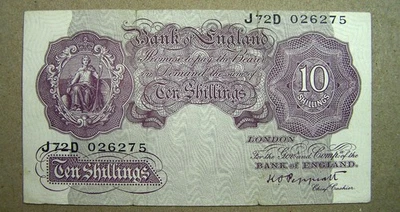 J72D 026275
Bank of England
Promise to pay the Bearer
on Demand the sum of
Ten Shillings
10
SHILLINGS
LONDON
For the Govr. and Compa. of the
BANK OF ENGLAND.
J72D 026275
K O Peppiatt
Ten Shillings
Chief Cashier